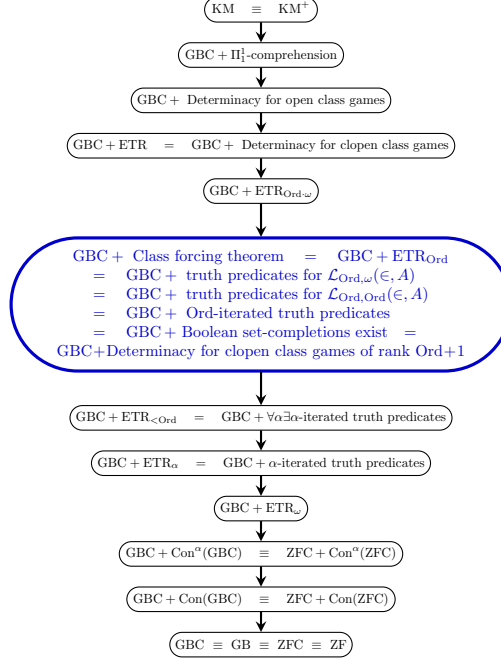 KM ≡ KM⁺
GBC + Π¹₁-comprehension
GBC + Determinacy for open class games
GBC + ETR = GBC + Determinacy for clopen class games
GBC + ETR_{Ord·ω}
GBC + Class forcing theorem = GBC + ETR_{Ord}
= GBC + truth predicates for ℒ_{Ord,ω}(∈, A)
= GBC + truth predicates for ℒ_{Ord,Ord}(∈, A)
= GBC + Ord-iterated truth predicates
= GBC + Boolean set-completions exist =
GBC+Determinacy for clopen class games of rank Ord+1
GBC + ETR_{<Ord} = GBC + ∀α∃α-iterated truth predicates
GBC + ETR_α = GBC + α-iterated truth predicates
GBC + ETR_ω
GBC + Con^α(GBC) ≡ ZFC + Con^α(ZFC)
GBC + Con(GBC) ≡ ZFC + Con(ZFC)
GBC ≡ GB ≡ ZFC ≡ ZF